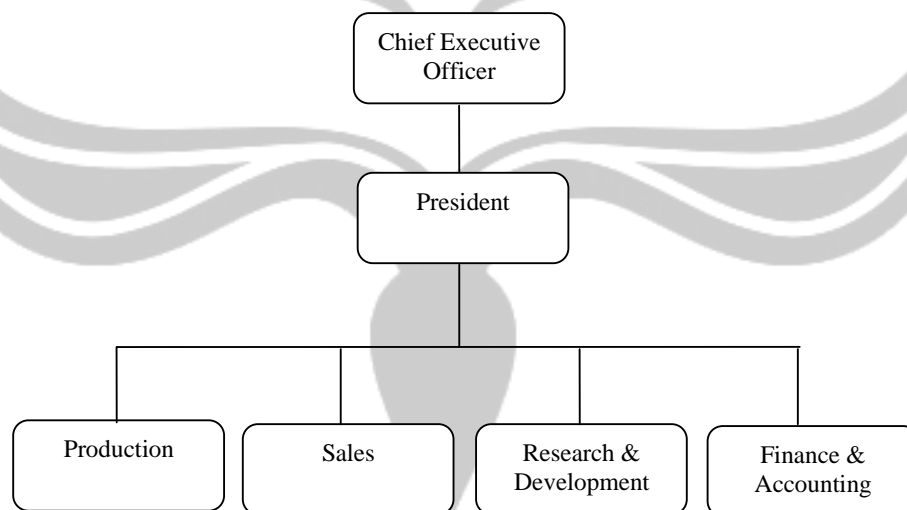 Chief Executive
Officer
President
Production
Sales
Research &
Development
Finance &
Accounting